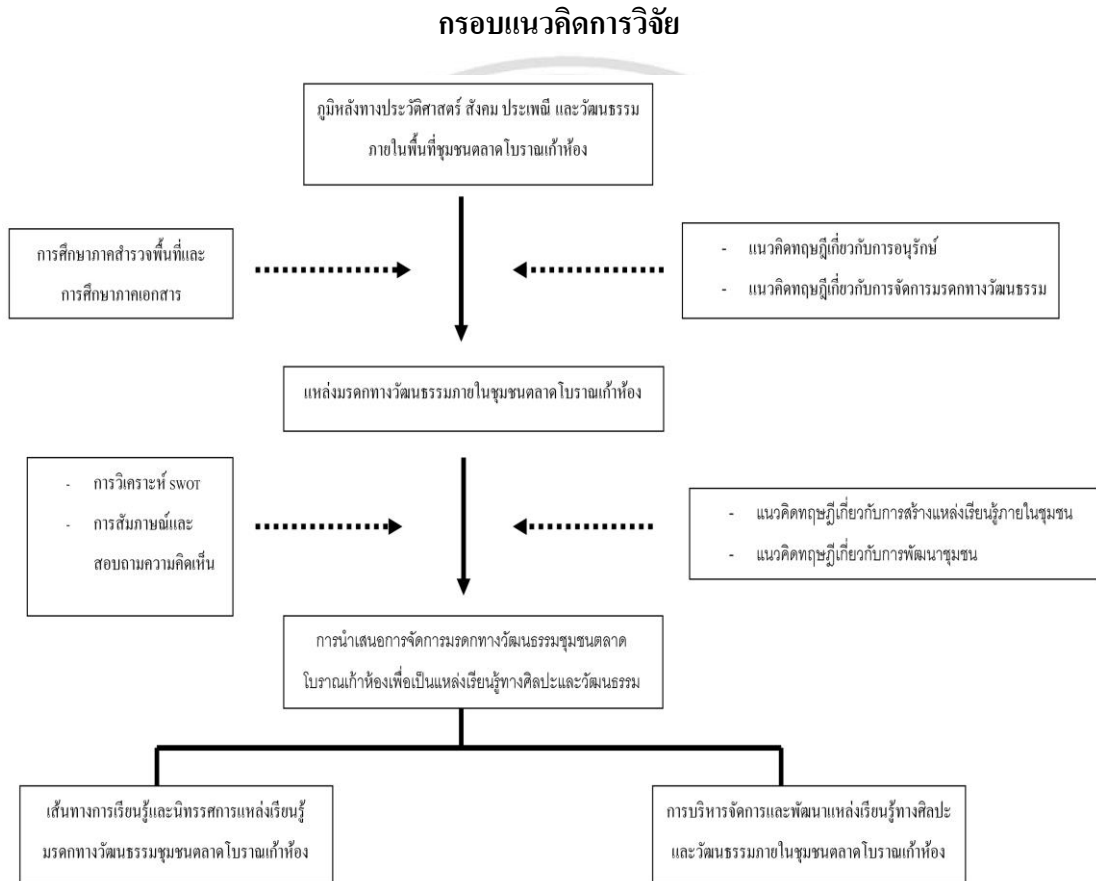 กรอบแนวคิดการวิจัย
ภูมิหลังทางประวัติศาสตร์ สังคม ประเพณี และวัฒนธรรม
ภายในพื้นที่ชุมชนตลาดโบราณเก้าห้อง
การศึกษาภาคสำรวจพื้นที่และ
การศึกษาภาคเอกสาร
- แนวคิดทฤษฎีเกี่ยวกับการอนุรักษ์
- แนวคิดทฤษฎีเกี่ยวกับการจัดการมรดกทางวัฒนธรรม
แหล่งมรดกทางวัฒนธรรมภายในชุมชนตลาดโบราณเก้าห้อง
- การวิเคราะห์ SWOT
- การสัมภาษณ์และ
สอบถามความคิดเห็น
- แนวคิดทฤษฎีเกี่ยวกับการสร้างแหล่งเรียนรู้ภายในชุมชน
- แนวคิดทฤษฎีเกี่ยวกับการพัฒนาชุมชน
การนำเสนอการจัดการมรดกทางวัฒนธรรมชุมชนตลาด
โบราณเก้าห้องเพื่อเป็นแหล่งเรียนรู้ทางศิลปะและวัฒนธรรม
เส้นทางการเรียนรู้และนิทรรศการแหล่งเรียนรู้
มรดกทางวัฒนธรรมชุมชนตลาดโบราณเก้าห้อง
การบริหารจัดการและพัฒนาแหล่งเรียนรู้ทางศิลปะ
และวัฒนธรรมภายในชุมชนตลาดโบราณเก้าห้อง